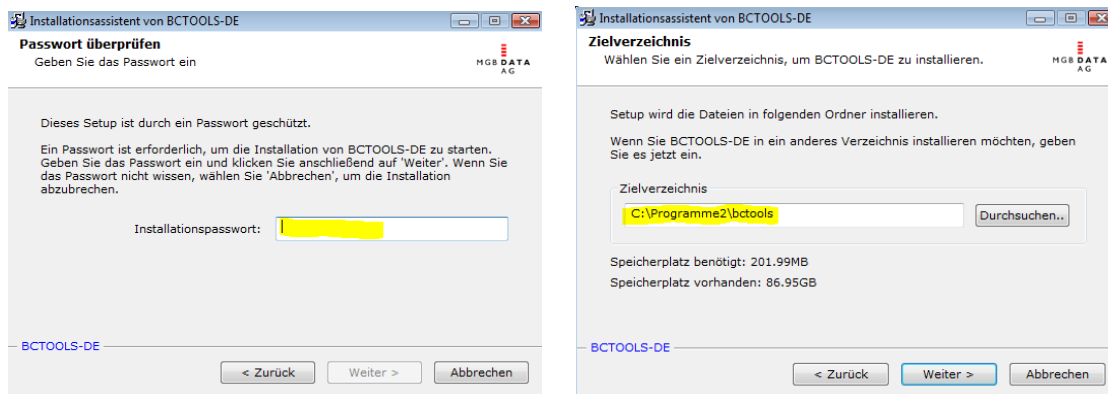 Installationsassistent von BCTOOLS-DE
Passwort überprüfen
Geben Sie das Passwort ein
MGB DATA
AG
Dieses Setup ist durch ein Passwort geschützt.
Ein Passwort ist erforderlich, um die Installation von BCTOOLS-DE zu starten.
Geben Sie das Passwort ein und klicken Sie anschließend auf 'Weiter'. Wenn Sie
das Passwort nicht wissen, wählen Sie 'Abbrechen', um die Installation
abzubrechen.
Installationspasswort:
BCTOOLS-DE
< Zurück
Weiter >
Abbrechen
Installationsassistent von BCTOOLS-DE
Zielverzeichnis
Wählen Sie ein Zielverzeichnis, um BCTOOLS-DE zu installieren.
MGB DATA
AG
Setup wird die Dateien in folgenden Ordner installieren.
Wenn Sie BCTOOLS-DE in ein anderes Verzeichnis installieren möchten, geben
Sie es jetzt ein.
Zielverzeichnis
C:\Programme2\bctools
Durchsuchen..
Speicherplatz benötigt: 201.99MB
Speicherplatz vorhanden: 86.95GB
BCTOOLS-DE
< Zurück
Weiter >
Abbrechen